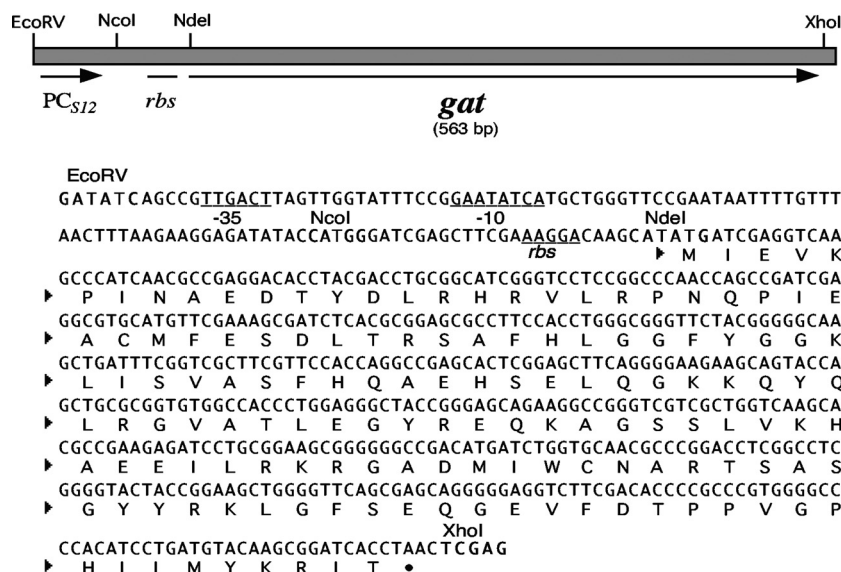 EcoRV NcoI NdeI XhoI
PC_S12 rbs gat
(563 bp)
EcoRV
GATATCAGCCGTTGACTTAGTTGGTATTTCCGGAATATCATGCTGGGTTCCGAATAATTTTGTTT
-35 NcoI -10 NdeI
AACTTTAAGAAGGAGATATACCATGGGATCGAGCTTCGAAAGGACAAGCATATGATCGAGGTCAA
rbs M I E V K
GCCCATCAACGCCGAGGACACCTACGACCTGCGGCATCGGGTCCTCCGGCCCAACCAGCCGATCGA
P I N A E D T Y D L R H R V L R P N Q P I E
GGCGTGCATGTTCGAAAGCGATCTCACGCGGAGCGCCTTCCACCTGGGCGGGTTCTACGGGGGCAA
A C M F E S D L T R S A F H L G G F Y G G K
GCTGATTTCGGTCGCTTCGTTCCACCAGGCCGAGCACTCGGAGCTTCAGGGGAAGAAGCAGTACCA
L I S V A S F H Q A E H S E L Q G K K Q Y Q
GCTGCGCGGTGTGGCCACCCTGGAGGGCTACCGGGAGCAGAAGGCCGGGTCGTCGCTGGTCAAGCA
L R G V A T L E G Y R E Q K A G S S L V K H
CGCCGAAGAGATCCTGCGGAAGCGGGGGGCCGACATGATCTGGTGCAACGCCCGGACCTCGGCCTC
A E E I L R K R G A D M I W C N A R T S A S
GGGGTACTACCGGAAGCTGGGGTTCAGCGAGCAGGGGGAGGTCTTCGACACCCCGCCCGTGGGGCC
G Y Y R K L G F S E Q G E V F D T P P V G P
XhoI
CCACATCCTGATGTACAAGCGGATCACCTAACTCGAG
H I L M Y K R I T •